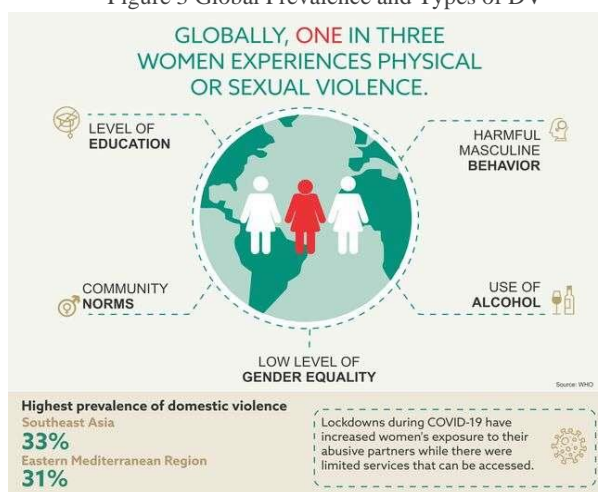 Figure 3 Global Prevalence and Types of DV
GLOBALLY, ONE IN THREE
WOMEN EXPERIENCES PHYSICAL
OR SEXUAL VIOLENCE.
LEVEL OF
EDUCATION
HARMFUL
MASCULINE
BEHAVIOR
COMMUNITY
NORMS
USE OF
ALCOHOL
LOW LEVEL OF
GENDER EQUALITY
Source: WHO
Highest prevalence of domestic violence
Southeast Asia
33%
Eastern Mediterranean Region
31%
Lockdowns during COVID-19 have
increased women's exposure to their
abusive partners while there were
limited services that can be accessed.